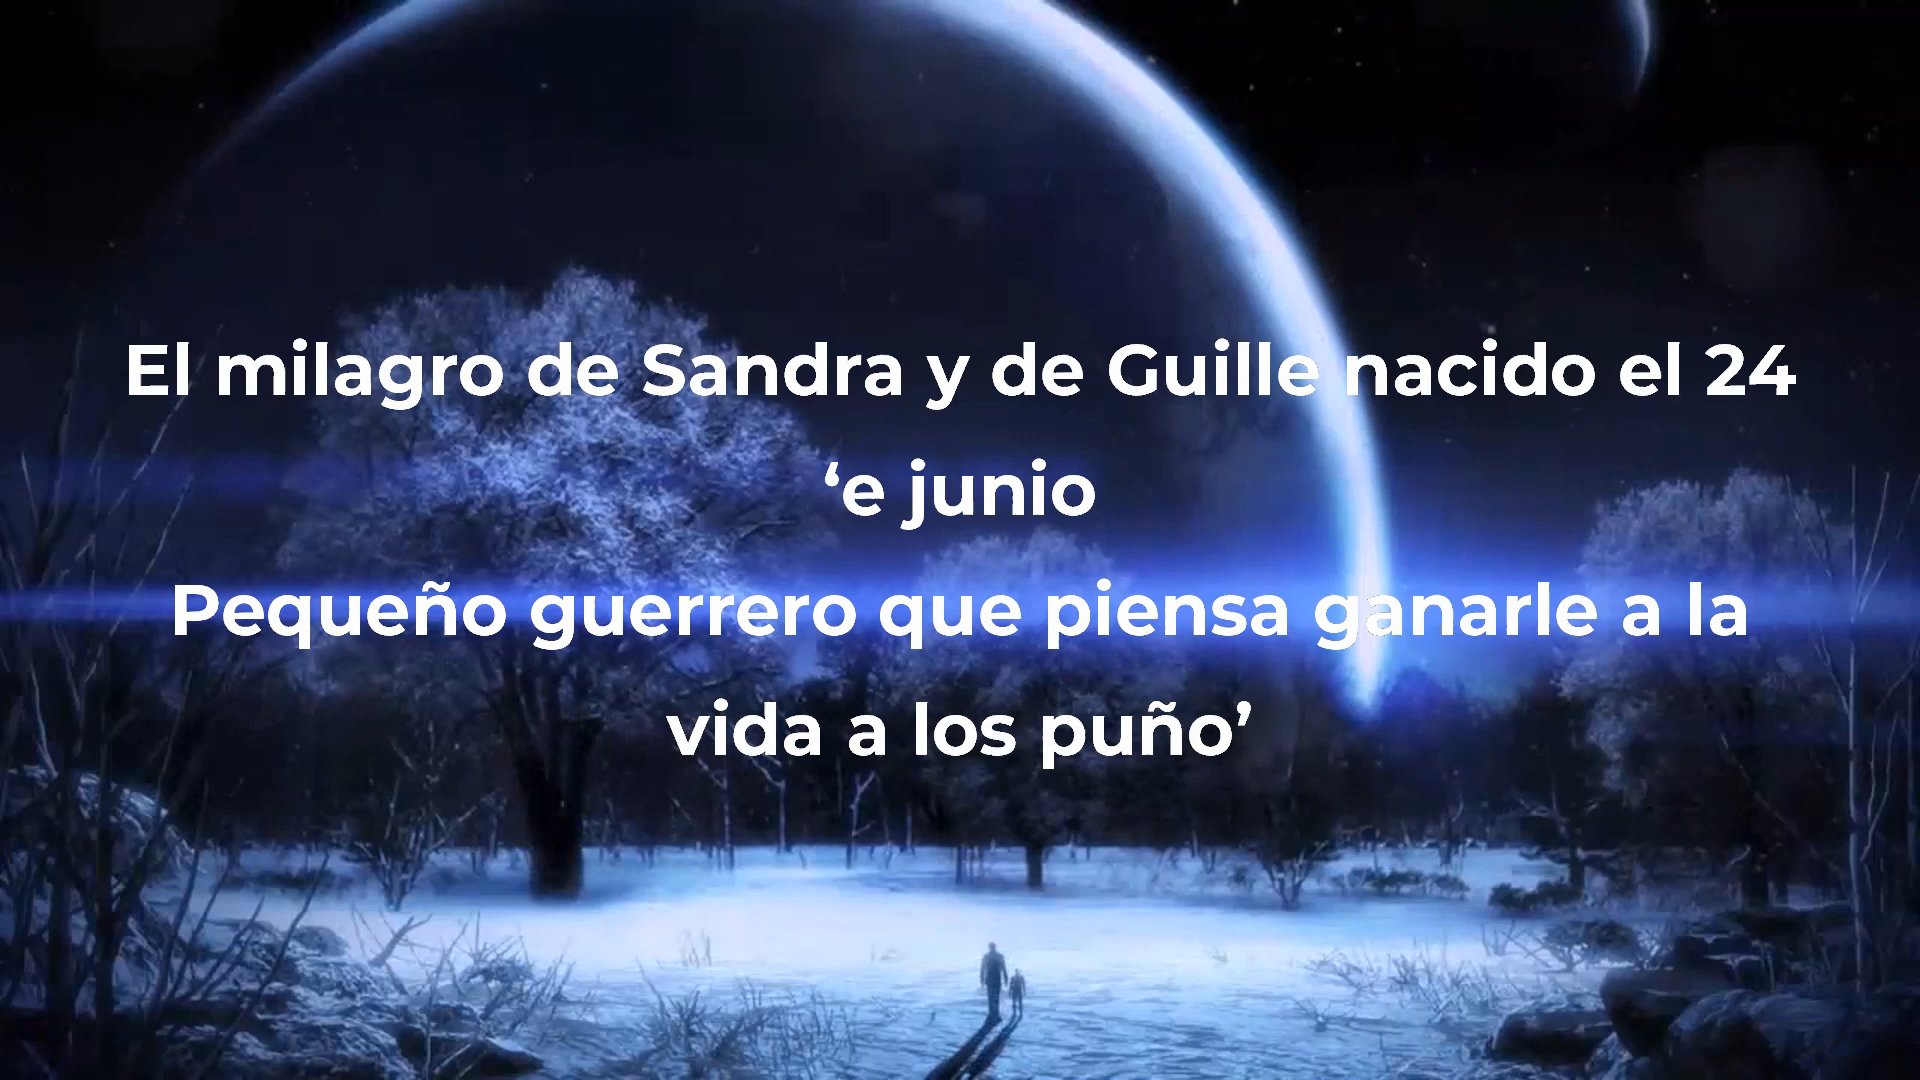 El milagro de Sandra y de Guille nacido el 24
‘e junio
Pequeño guerrero que piensa ganarle a la
vida a los puño’